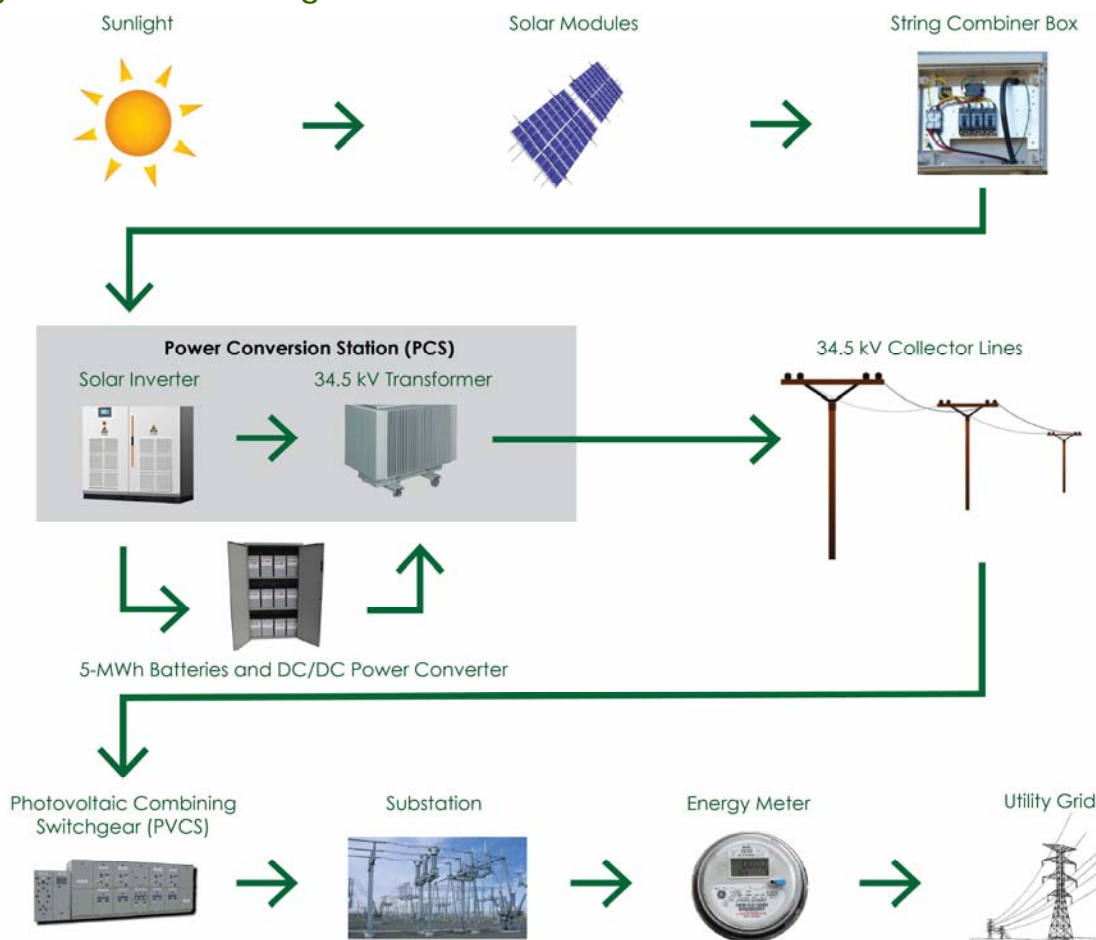 Sunlight
Solar Modules
String Combiner Box
Power Conversion Station (PCS)
Solar Inverter
34.5 kV Transformer
34.5 kV Collector Lines
5-MWh Batteries and DC/DC Power Converter
Photovoltaic Combining
Switchgear (PVCS)
Substation
Energy Meter
Utility Grid